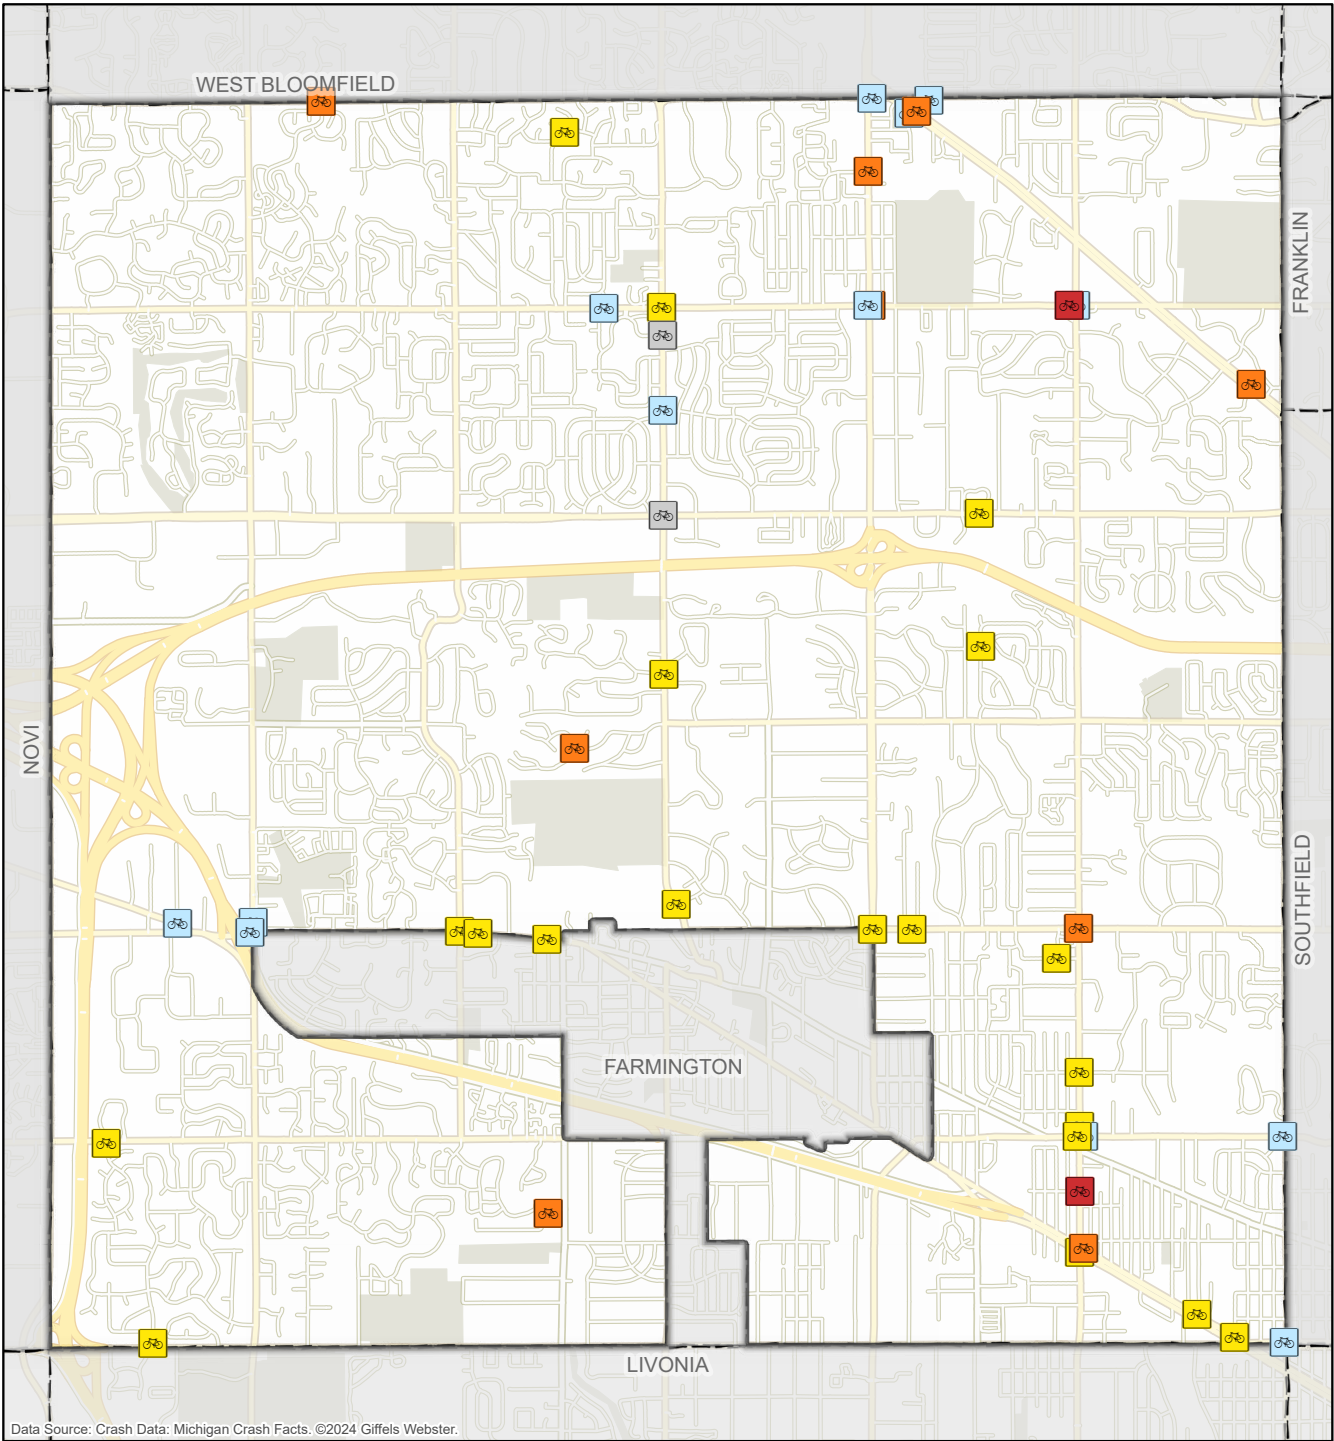 WEST BLOOMFIELD
FRANKLIN
NOVI
SOUTHFIELD
FARMINGTON
LIVONIA
Data Source: Crash Data: Michigan Crash Facts. ©2024 Giffels Webster.